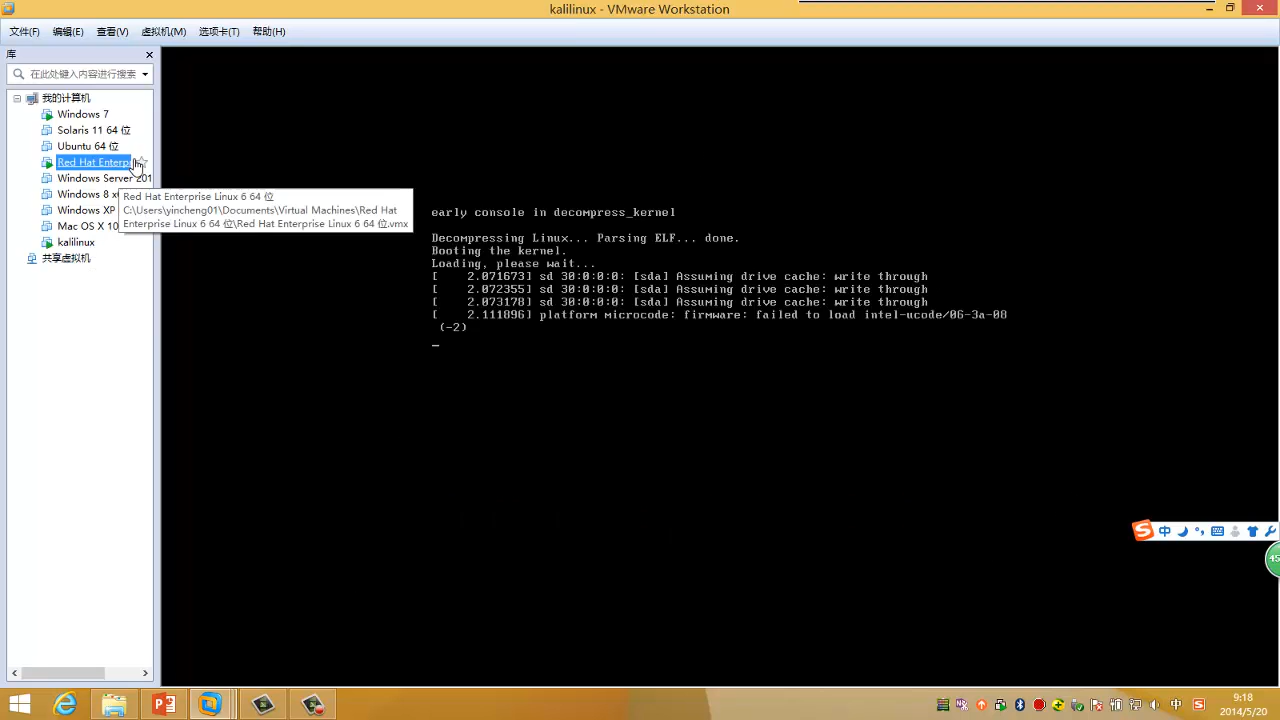 kalilinux - VMware Workstation
文件(F) 编辑(E) 查看(V) 虚拟机(M) 选项卡(T) 帮助(H)
库
在此处键入内容进行搜索
我的计算机
Windows 7
Solaris 11 64 位
Ubuntu 64 位
Red Hat Enterp
Windows Server 201
Windows 8 x
Windows XP
Mac OS X 10
kalilinux
共享虚拟机
Red Hat Enterprise Linux 6 64 位
C:\Users\yincheng01\Documents\Virtual Machines\Red Hat
Enterprise Linux 6 64 位\Red Hat Enterprise Linux 6 64 位.vmx
early console in decompress_kernel
Decompressing Linux... Parsing ELF... done.
Booting the kernel.
Loading, please wait...
[    2.071673] sd 30:0:0:0: [sda] Assuming drive cache: write through
[    2.072355] sd 30:0:0:0: [sda] Assuming drive cache: write through
[    2.073178] sd 30:0:0:0: [sda] Assuming drive cache: write through
[    2.111896] platform microcode: firmware: failed to load intel-ucode/06-3a-08
(-2)
中
45
中
9:18
2014/5/20